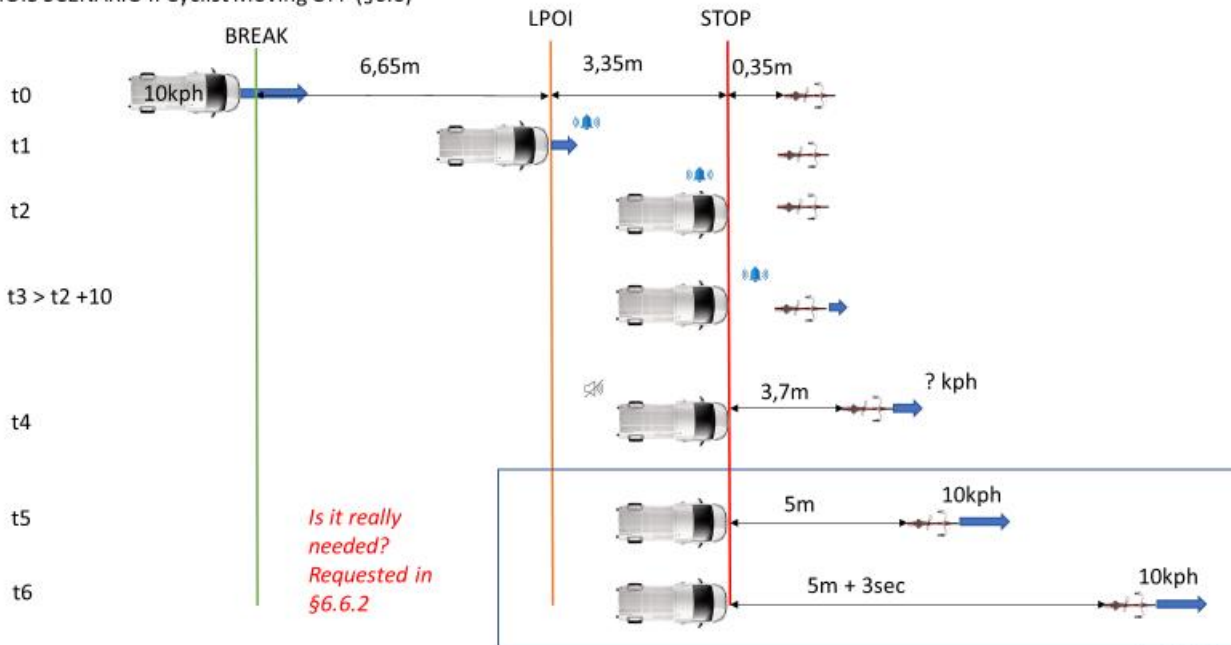 LPOI
STOP
BREAK
6,65m
3,35m
0,35m
t0
10kph
t1
t2
t3 > t2 +10
? kph
3,7m
t4
10kph
5m
t5
Is it really
needed?
Requested in
§6.6.2
10kph
5m + 3sec
t6